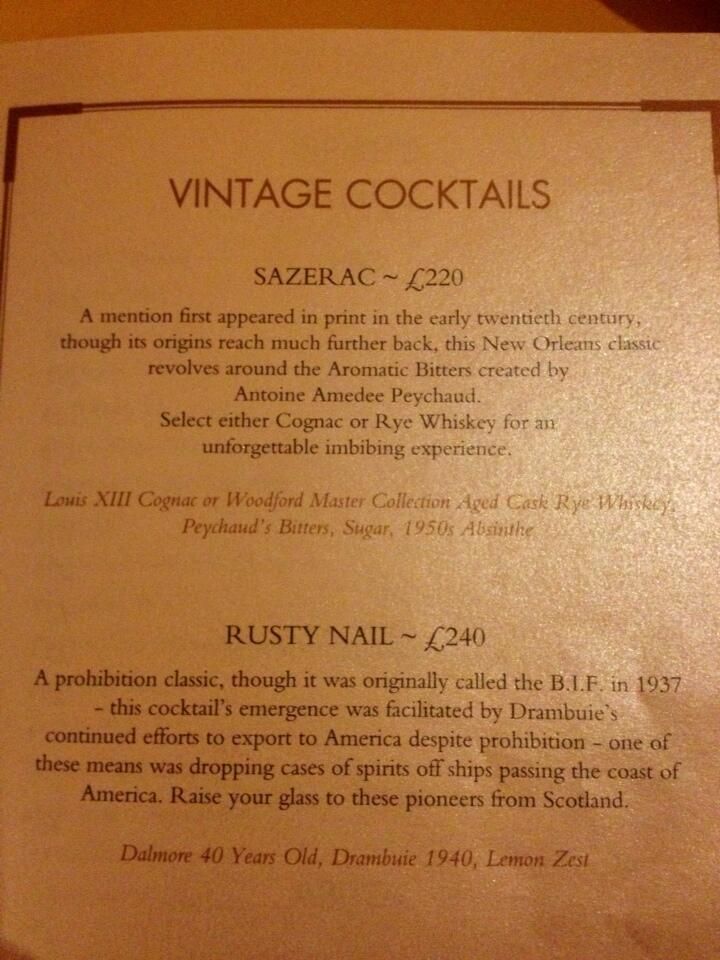 VINTAGE COCKTAILS
SAZERAC ~ £220
A mention first appeared in print in the early twentieth century,
though its origins reach much further back, this New Orleans classic
revolves around the Aromatic Bitters created by
Antoine Amedee Peychaud.
Select either Cognac or Rye Whiskey for an
unforgettable imbibing experience.
Louis XIII Cognac or Woodford Master Collection Aged Cask Rye Whiskey,
Peychaud's Bitters, Sugar, 1950s Absinthe
RUSTY NAIL ~ £240
A prohibition classic, though it was originally called the B.I.F. in 1937
– this cocktail's emergence was facilitated by Drambuie's
continued efforts to export to America despite prohibition – one of
these means was dropping cases of spirits off ships passing the coast of
America. Raise your glass to these pioneers from Scotland.
Dalmore 40 Years Old, Drambuie 1940, Lemon Zest